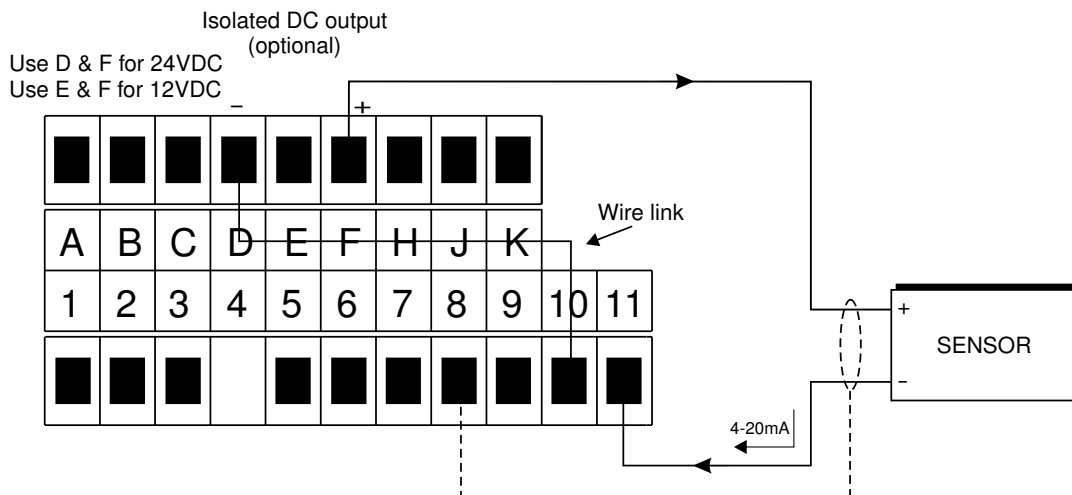 Isolated DC output
(optional)
Use D & F for 24VDC
Use E & F for 12VDC
− +
A B C D E F H J K
Wire link
1 2 3 4 5 6 7 8 9 10 11
+
SENSOR
−
4-20mA